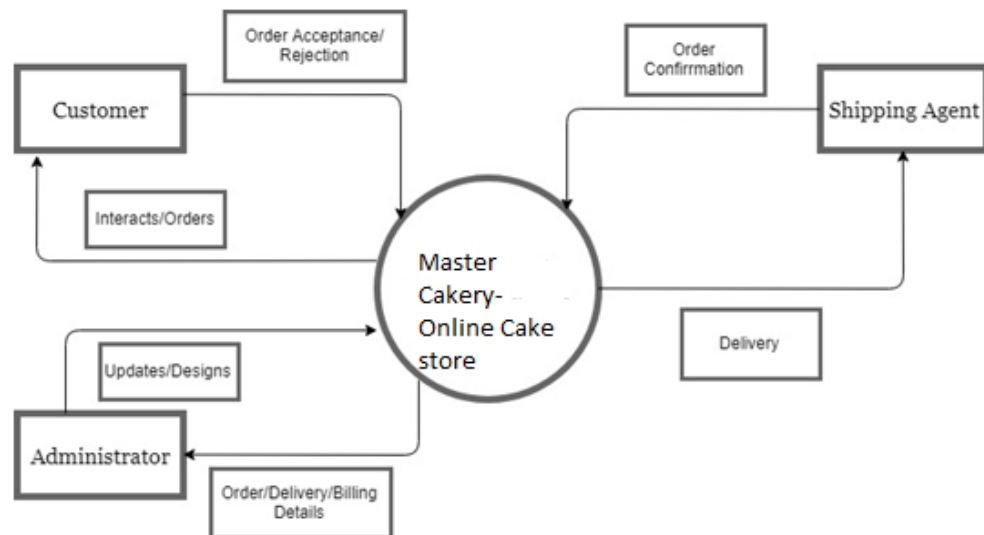 Order Acceptance/
Rejection
Order
Confirrmation
Customer
Shipping Agent
Interacts/Orders
Master
Cakery-
Online Cake
store
Delivery
Updates/Designs
Administrator
Order/Delivery/Billing
Details